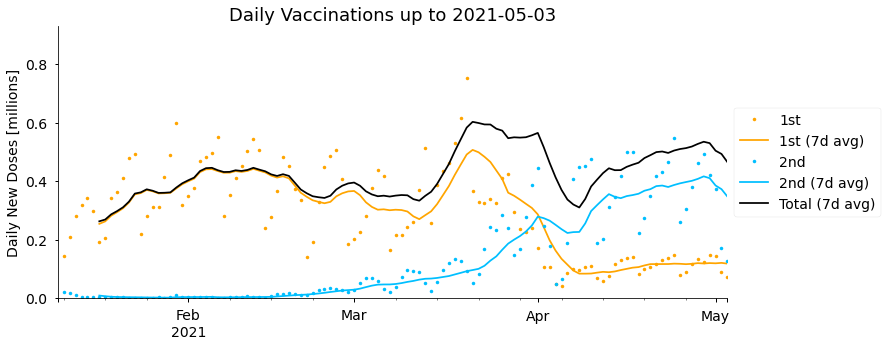 Daily Vaccinations up to 2021-05-03
Daily New Doses [millions]
0.8
0.6
0.4
0.2
0.0
Feb
2021
Mar
Apr
May
1st
1st (7d avg)
2nd
2nd (7d avg)
Total (7d avg)